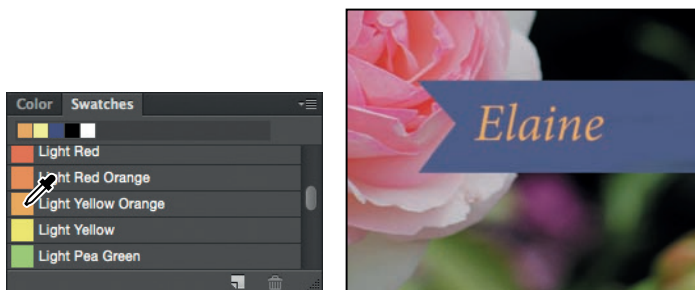 Color Swatches
Light Red
Light Red Orange
Light Yellow Orange
Light Yellow
Light Pea Green
Elaine